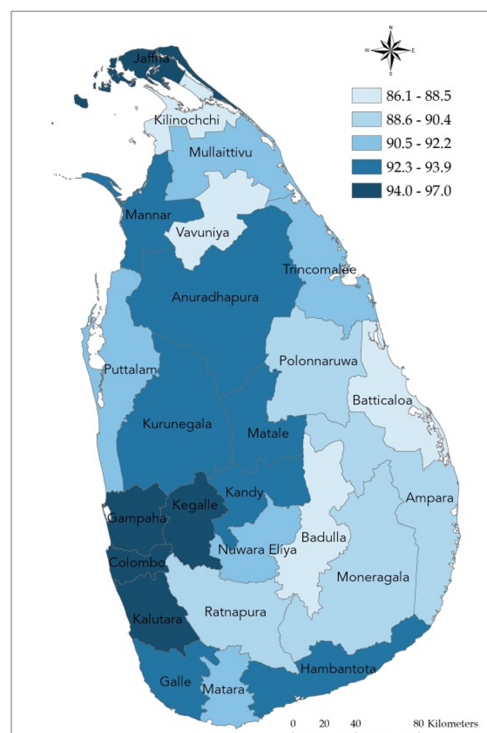 N
W E
S
Jaffna
86.1 - 88.5
88.6 - 90.4
90.5 - 92.2
92.3 - 93.9
94.0 - 97.0
Kilinochchi
Mullaittivu
Mannar
Vavuniya
Trincomalee
Anuradhapura
Polonnaruwa
Puttalam
Batticaloa
Kurunegala
Matale
Kandy
Ampara
Kegalle
Gampaha
Badulla
Nuwara Eliya
Colombo
Moneragala
Ratnapura
Kalutara
Hambantota
Galle
Matara
0 20 40 80 Kilometers